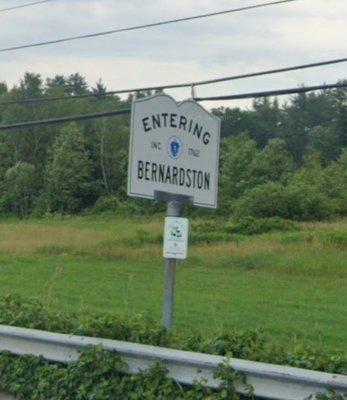 ENTERING
INC. 1762
BERNARDSTON